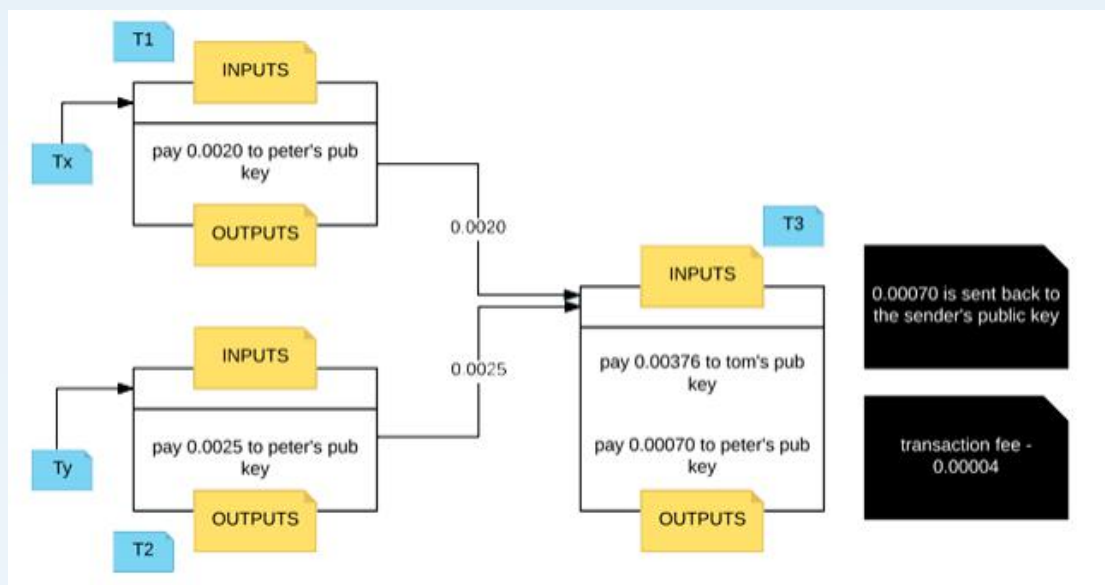 T1
INPUTS
Tx
pay 0.0020 to peter's pub
key
OUTPUTS
0.0020
T3
INPUTS
0.00070 is sent back to
the sender's public key
INPUTS
0.0025
pay 0.00376 to tom's pub
key
Ty
pay 0.0025 to peter's pub
key
pay 0.00070 to peter's pub
key
transaction fee -
0.00004
OUTPUTS
OUTPUTS
T2